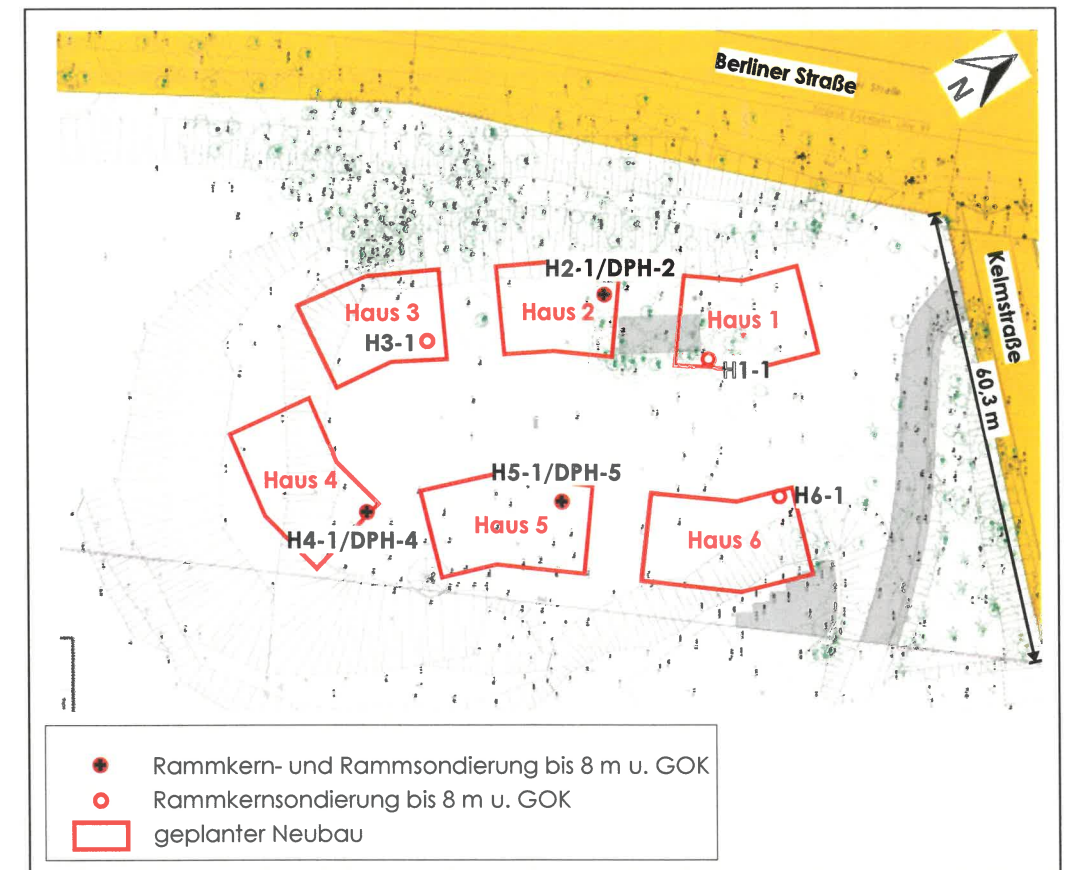 Berliner Straße
N
Kelmstraße
60,3 m
H2-1/DPH-2
Haus 3
Haus 2
Haus 1
H3-1
H1-1
Haus 4
H5-1/DPH-5
H6-1
Haus 5
H4-1/DPH-4
Haus 6
Rammkern- und Rammsondierung bis 8 m u. GOK
Rammkernsondierung bis 8 m u. GOK
geplanter Neubau